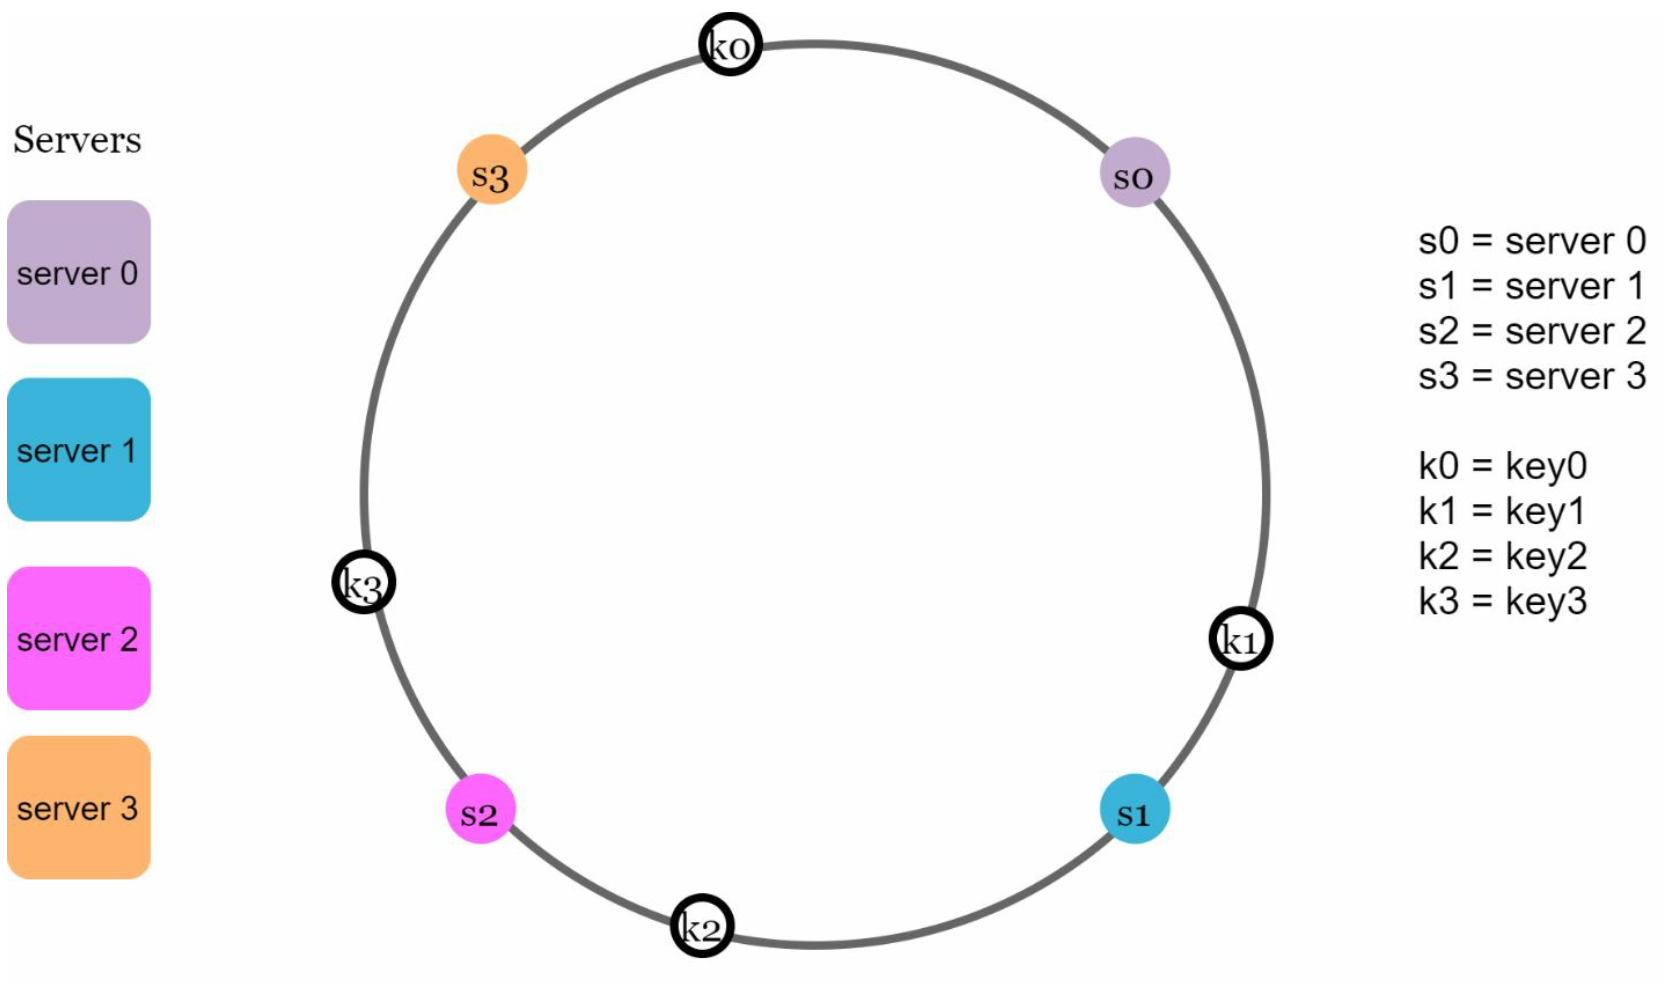 Servers
server 0
server 1
server 2
server 3
k0
s0
k1
s1
k2
s2
k3
s3
s0 = server 0
s1 = server 1
s2 = server 2
s3 = server 3
k0 = key0
k1 = key1
k2 = key2
k3 = key3